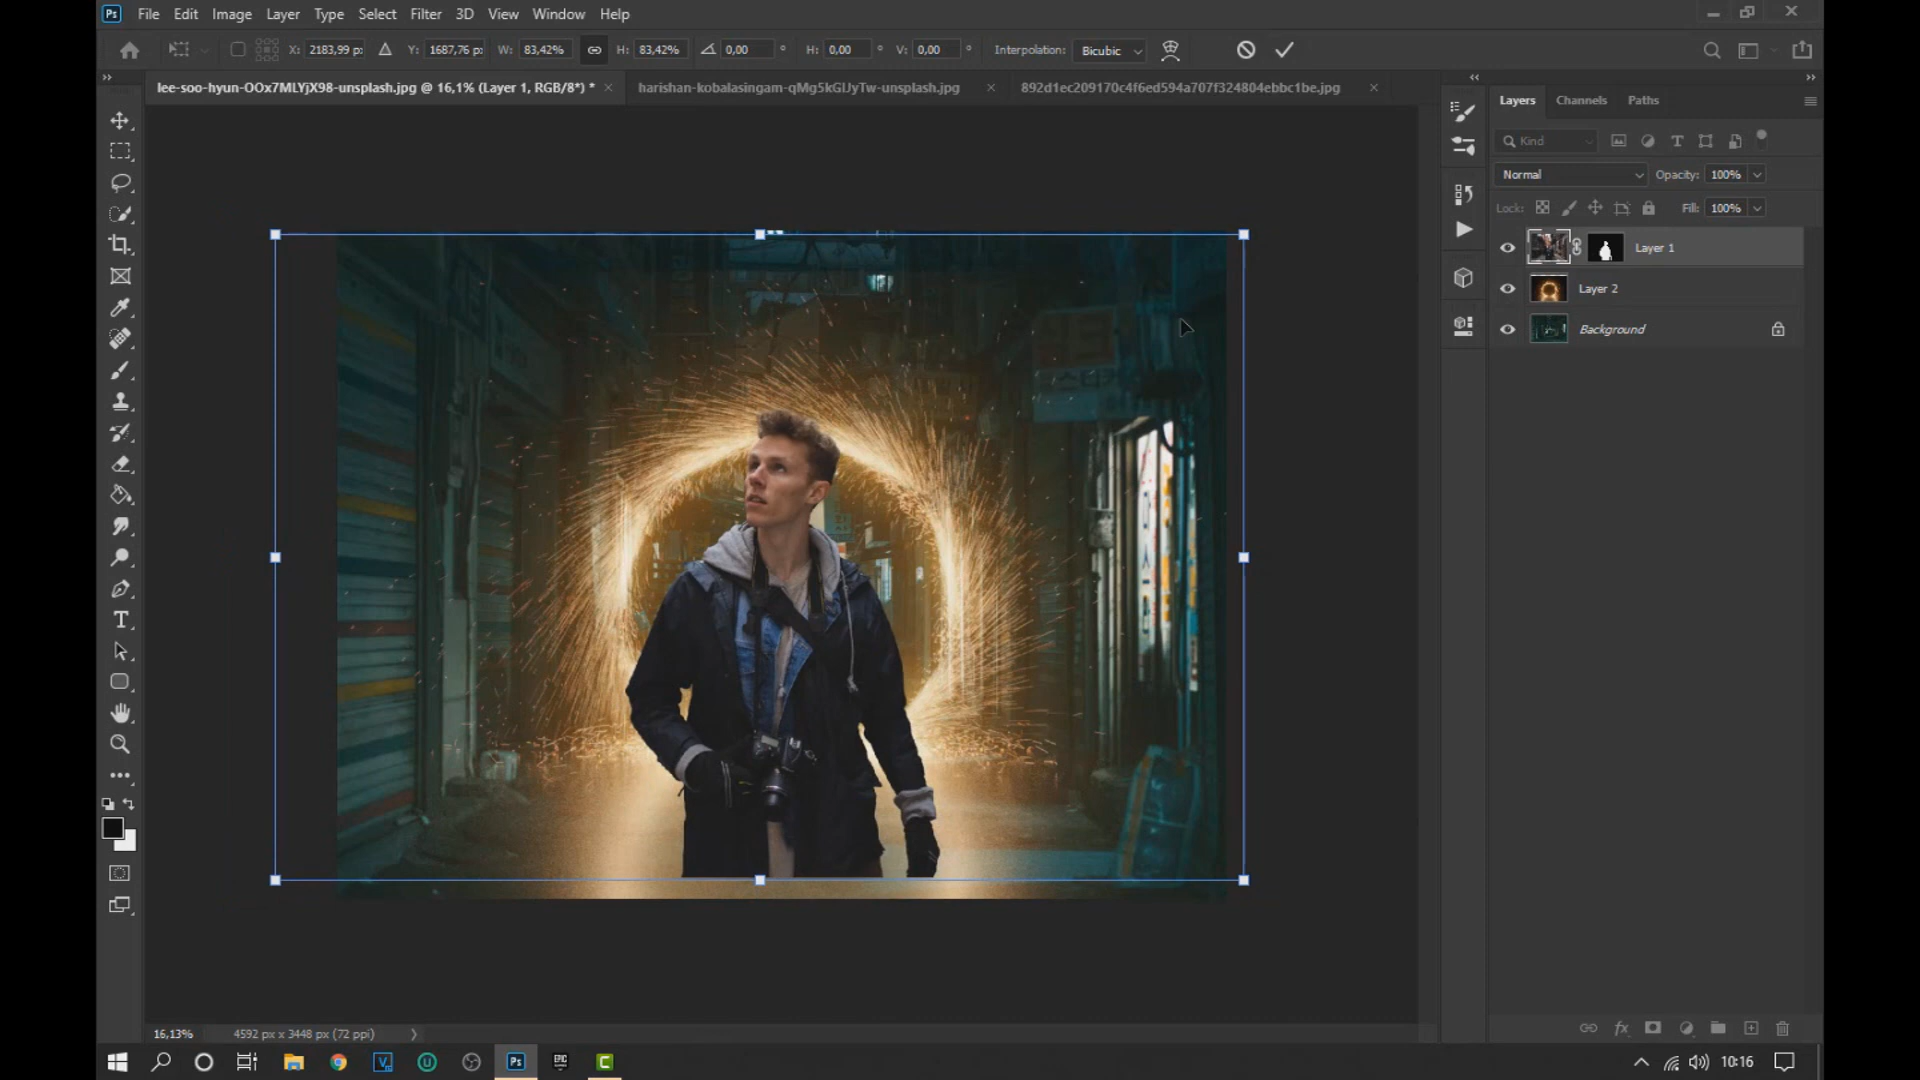 Ps File Edit Image Layer Type Select Filter 3D View Window Help
X: 2183,99 px Y: 1687,76 px W: 83,42% H: 83,42% 0,00 ° H: 0,00 ° V: 0,00 ° Interpolation: Bicubic
lee-soo-hyun-OOx7MLYjX98-unsplash.jpg @ 16,1% (Layer 1, RGB/8*) * × harishan-kobalasingam-qMg5kGlJyTw-unsplash.jpg × 892d1ec209170c4f6ed594a707f324804ebbc1be.jpg ×
Layers Channels Paths
Kind
Normal Opacity: 100%
Lock: Fill: 100%
Layer 1
Layer 2
Background
16,13% 4592 px x 3448 px (72 ppi)
fx
10:16